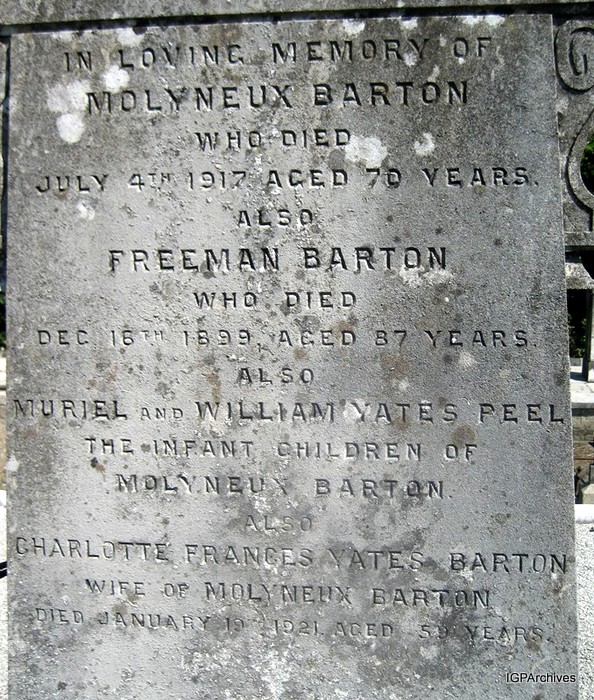 IN LOVING MEMORY OF
MOLYNEUX BARTON
WHO DIED
JULY 4TH 1917 AGED 70 YEARS.
ALSO
FREEMAN BARTON
WHO DIED
DEC 16TH 1899, AGED 87 YEARS.
ALSO
MURIEL AND WILLIAM YATES PEEL
THE INFANT CHILDREN OF
MOLYNEUX BARTON.
ALSO
CHARLOTTE FRANCES YATES BARTON
WIFE OF MOLYNEUX BARTON
DIED JANUARY 1921, AGED 59 YEARS.
IGPArchives